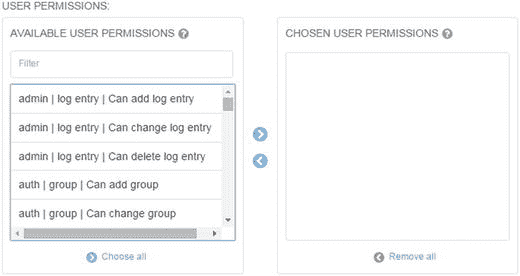 USER PERMISSIONS:
AVAILABLE USER PERMISSIONS ?
Filter
admin | log entry | Can add log entry
admin | log entry | Can change log entry
admin | log entry | Can delete log entry
auth | group | Can add group
auth | group | Can change group
Choose all
CHOSEN USER PERMISSIONS ?
Remove all